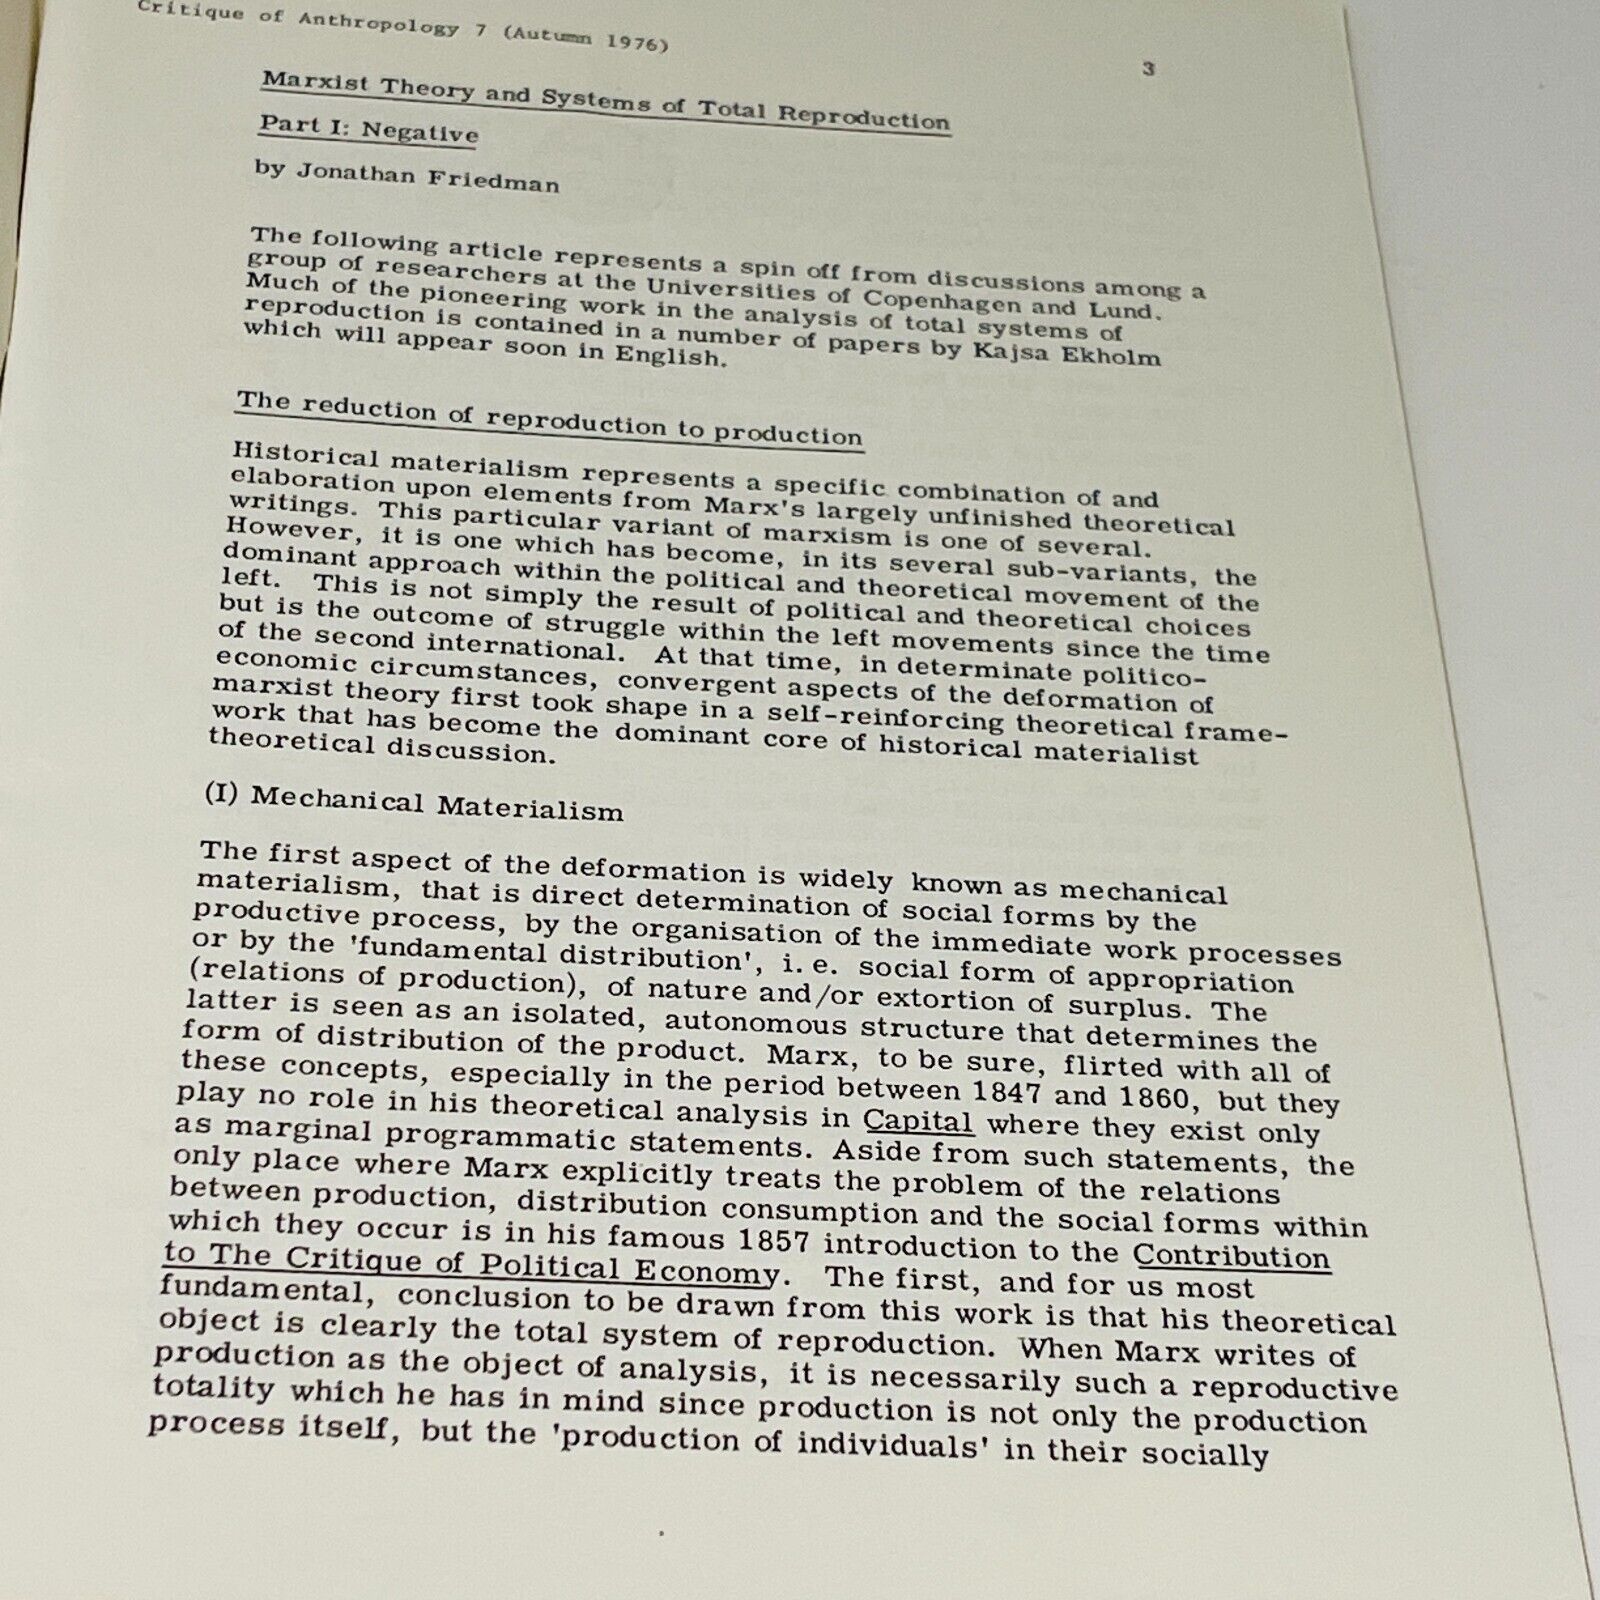 Critique of Anthropology 7 (Autumn 1976)
3
Marxist Theory and Systems of Total Reproduction
Part I: Negative
by Jonathan Friedman
The following article represents a spin off from discussions among a
group of researchers at the Universities of Copenhagen and Lund.
Much of the pioneering work in the analysis of total systems of
reproduction is contained in a number of papers by Kajsa Ekholm
which will appear soon in English.
The reduction of reproduction to production
Historical materialism represents a specific combination of and
elaboration upon elements from Marx's largely unfinished theoretical
writings. This particular variant of marxism is one of several.
However, it is one which has become, in its several sub-variants, the
dominant approach within the political and theoretical movement of the
left. This is not simply the result of political and theoretical choices
but is the outcome of struggle within the left movements since the time
of the second international. At that time, in determinate politico-
economic circumstances, convergent aspects of the deformation of
marxist theory first took shape in a self-reinforcing theoretical frame-
work that has become the dominant core of historical materialist
theoretical discussion.
(I) Mechanical Materialism
The first aspect of the deformation is widely known as mechanical
materialism, that is direct determination of social forms by the
productive process, by the organisation of the immediate work processes
or by the 'fundamental distribution', i. e. social form of appropriation
(relations of production), of nature and/or extortion of surplus. The
latter is seen as an isolated, autonomous structure that determines the
form of distribution of the product. Marx, to be sure, flirted with all of
these concepts, especially in the period between 1847 and 1860, but they
play no role in his theoretical analysis in Capital where they exist only
as marginal programmatic statements. Aside from such statements, the
only place where Marx explicitly treats the problem of the relations
between production, distribution consumption and the social forms within
which they occur is in his famous 1857 introduction to the Contribution
to The Critique of Political Economy. The first, and for us most
fundamental, conclusion to be drawn from this work is that his theoretical
object is clearly the total system of reproduction. When Marx writes of
production as the object of analysis, it is necessarily such a reproductive
totality which he has in mind since production is not only the production
process itself, but the 'production of individuals' in their socially